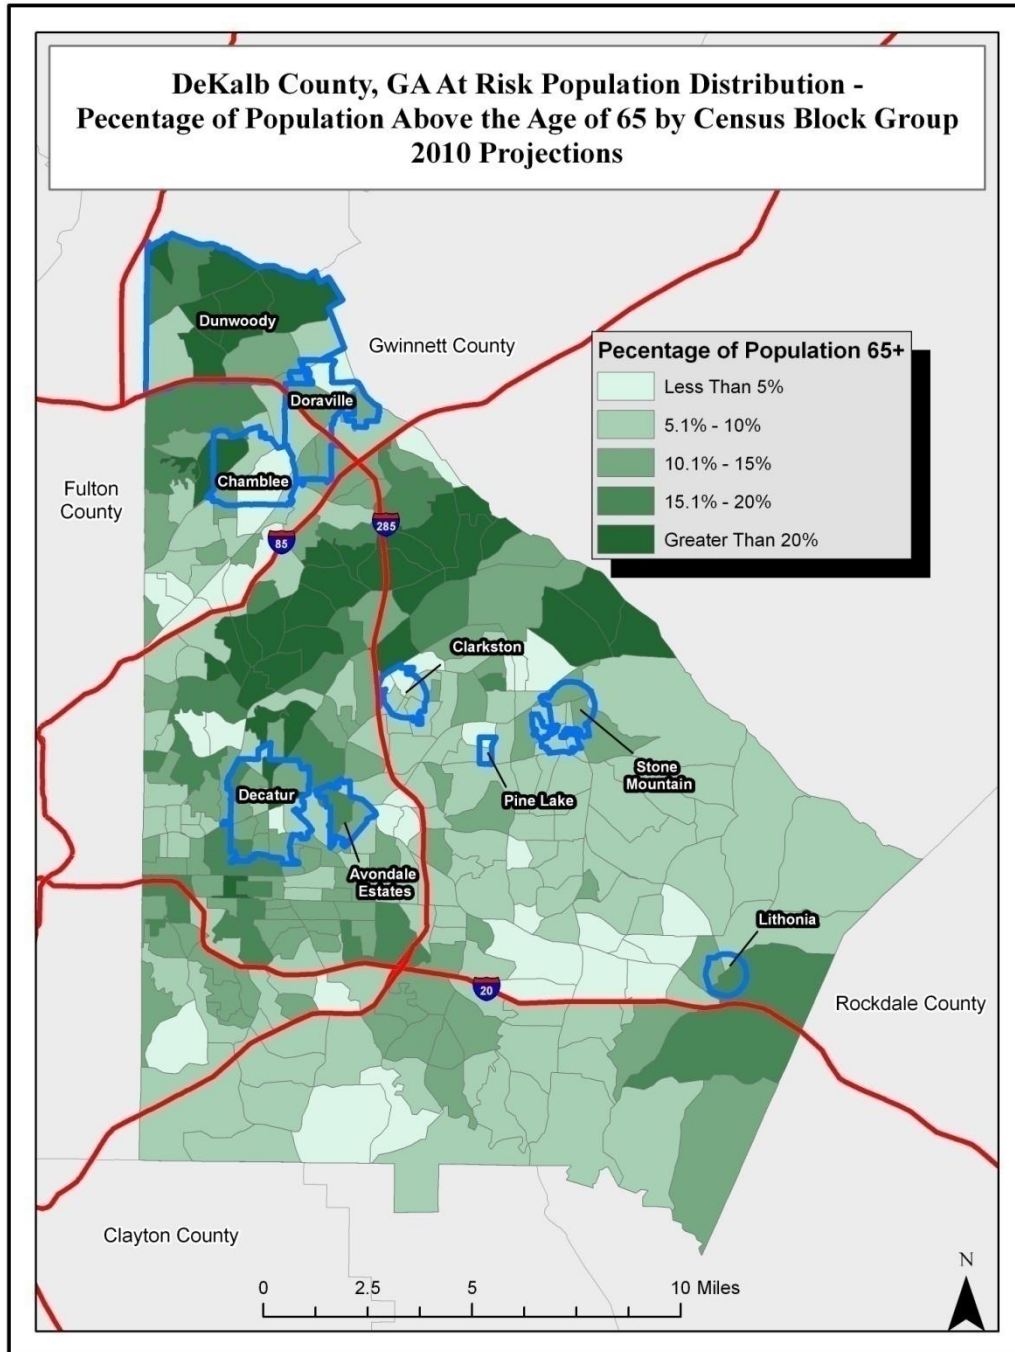 DeKalb County, GA At Risk Population Distribution -
Pecentage of Population Above the Age of 65 by Census Block Group
2010 Projections
Dunwoody
Gwinnett County
Pecentage of Population 65+
Less Than 5%
5.1% - 10%
10.1% - 15%
15.1% - 20%
Greater Than 20%
Doraville
Chamblee
Fulton
County
285
85
Clarkston
Stone
Mountain
Pine Lake
Decatur
Avondale
Estates
Lithonia
20
Rockdale County
Clayton County
N
0 2.5 5 10 Miles